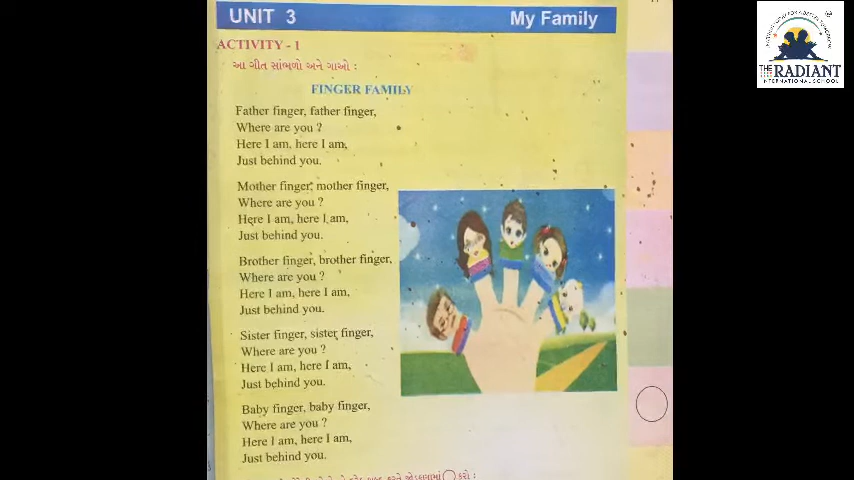 UNIT 3
My Family
ACTIVITY - 1
આ ગીત સાંભળો અને ગાઓ :
FINGER FAMILY
Father finger, father finger,
Where are you ?
Here I am, here I am,
Just behind you.
Mother finger, mother finger,
Where are you ?
Here I am, here I am,
Just behind you.
Brother finger, brother finger,
Where are you ?
Here I am, here I am,
Just behind you.
Sister finger, sister finger,
Where are you ?
Here I am, here I am,
Just behind you.
Baby finger, baby finger,
Where are you ?
Here I am, here I am,
Just behind you.
કરો :
THE RADIANT
INTERNATIONAL SCHOOL